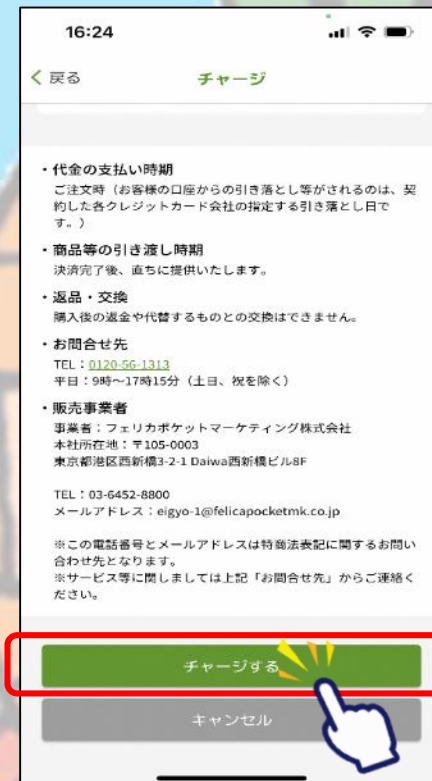 16:24
戻る
チャージ
・代金の支払い時期
ご注文時（お客様の口座からの引き落とし等がされるのは、契
約した各クレジットカード会社の指定する引き落とし日で
す。）
・商品等の引き渡し時期
決済完了後、直ちに提供いたします。
・返品・交換
購入後の返金や代替するものとの交換はできません。
・お問合せ先
TEL：0120-56-1313
平日：9時～17時15分（土日、祝を除く）
・販売事業者
事業者：フェリカポケットマーケティング株式会社
本社所在地：〒105-0003
東京都港区西新橋3-2-1 Daiwa西新橋ビル8F
TEL：03-6452-8800
メールアドレス：eigyo-1@felicapocketmk.co.jp
※この電話番号とメールアドレスは特商法表記に関するお問い
合わせ先となります。
※サービス等に関しましては上記「お問合せ先」からご連絡く
ださい。
チャージする
キャンセル